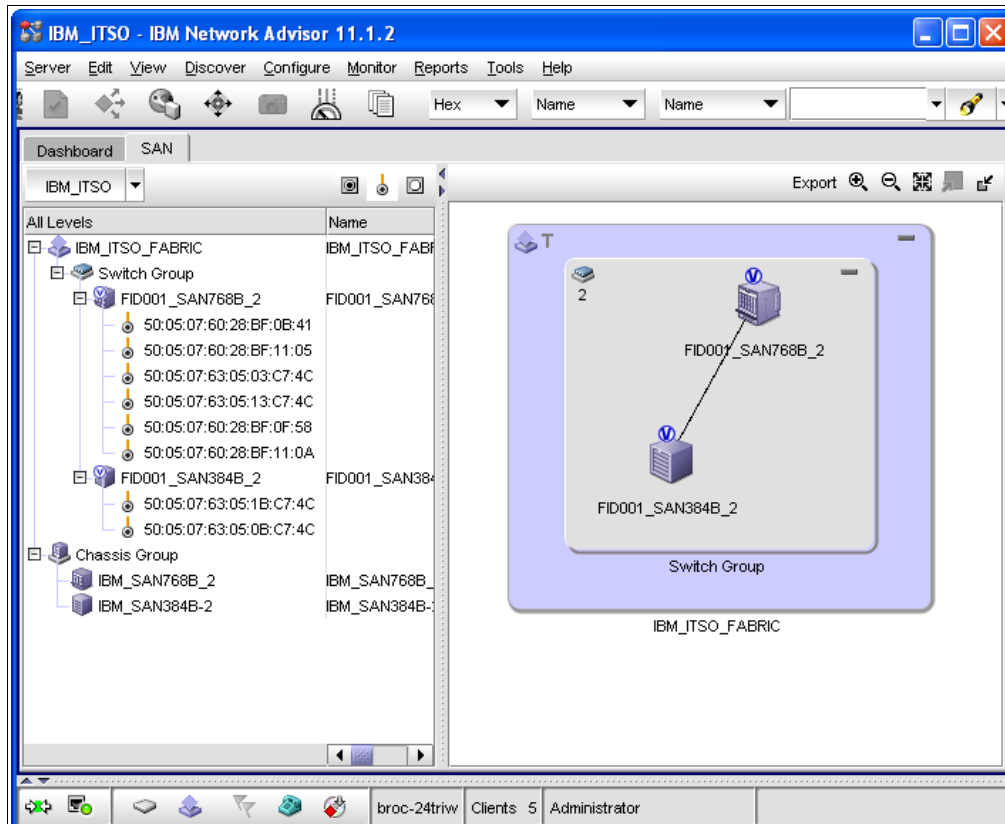 IBM_ITSO - IBM Network Advisor 11.1.2
Server Edit View Discover Configure Monitor Reports Tools Help
Hex Name Name
Dashboard SAN
IBM_ITSO
Export
All Levels Name
IBM_ITSO_FABRIC IBM_ITSO_FABR
Switch Group
FID001_SAN768B_2 FID001_SAN768
50:05:07:60:28:BF:0B:41
50:05:07:60:28:BF:11:05
50:05:07:63:05:03:C7:4C
50:05:07:63:05:13:C7:4C
50:05:07:60:28:BF:0F:58
50:05:07:60:28:BF:11:0A
FID001_SAN384B_2 FID001_SAN384
50:05:07:63:05:1B:C7:4C
50:05:07:63:05:0B:C7:4C
Chassis Group
IBM_SAN768B_2 IBM_SAN768B_
IBM_SAN384B-2 IBM_SAN384B-
T
2
V
FID001_SAN768B_2
V
FID001_SAN384B_2
Switch Group
IBM_ITSO_FABRIC
broc-24triw Clients 5 Administrator